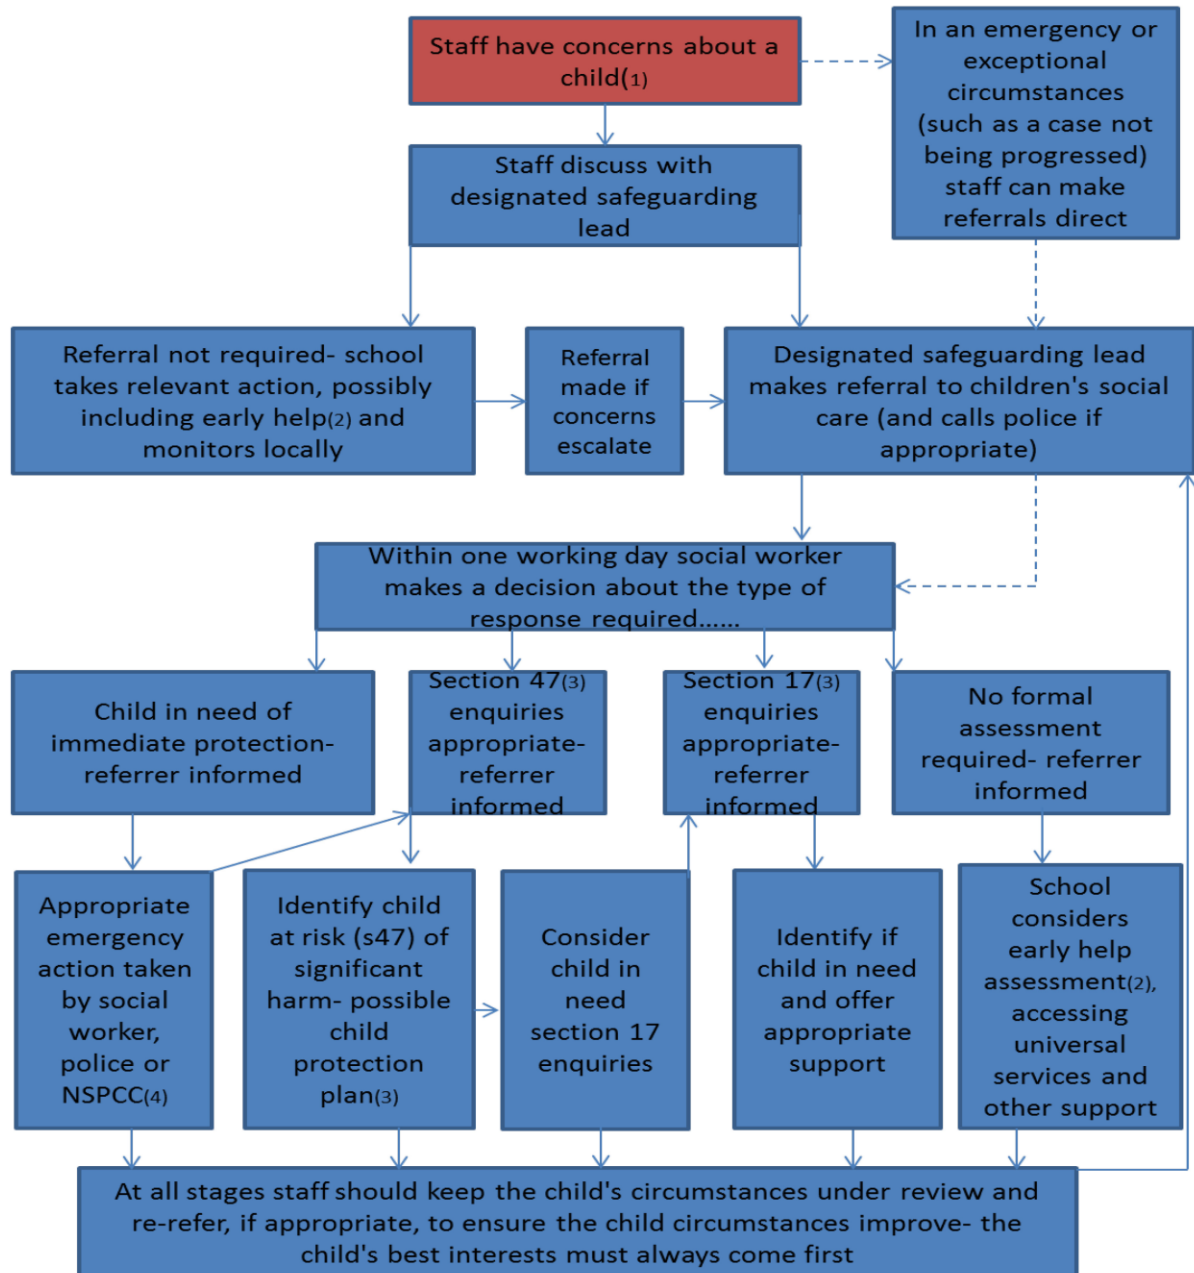 Staff have concerns about a
child(1)
In an emergency or
exceptional
circumstances
(such as a case not
being progressed)
staff can make
referrals direct
Staff discuss with
designated safeguarding
lead
Referral not required- school
takes relevant action, possibly
including early help(2) and
monitors locally
Referral
made if
concerns
escalate
Designated safeguarding lead
makes referral to children's social
care (and calls police if
appropriate)
Within one working day social worker
makes a decision about the type of
response required......
Child in need of
immediate protection-
referrer informed
Section 47(3)
enquiries
appropriate-
referrer
informed
Section 17(3)
enquiries
appropriate-
referrer
informed
No formal
assessment
required- referrer
informed
Appropriate
emergency
action taken
by social
worker,
police or
NSPCC(4)
Identify child
at risk (s47) of
significant
harm- possible
child
protection
plan(3)
Consider
child in
need
section 17
enquiries
Identify if
child in need
and offer
appropriate
support
School
considers
early help
assessment(2),
accessing
universal
services and
other support
At all stages staff should keep the child's circumstances under review and
re-refer, if appropriate, to ensure the child circumstances improve- the
child's best interests must always come first